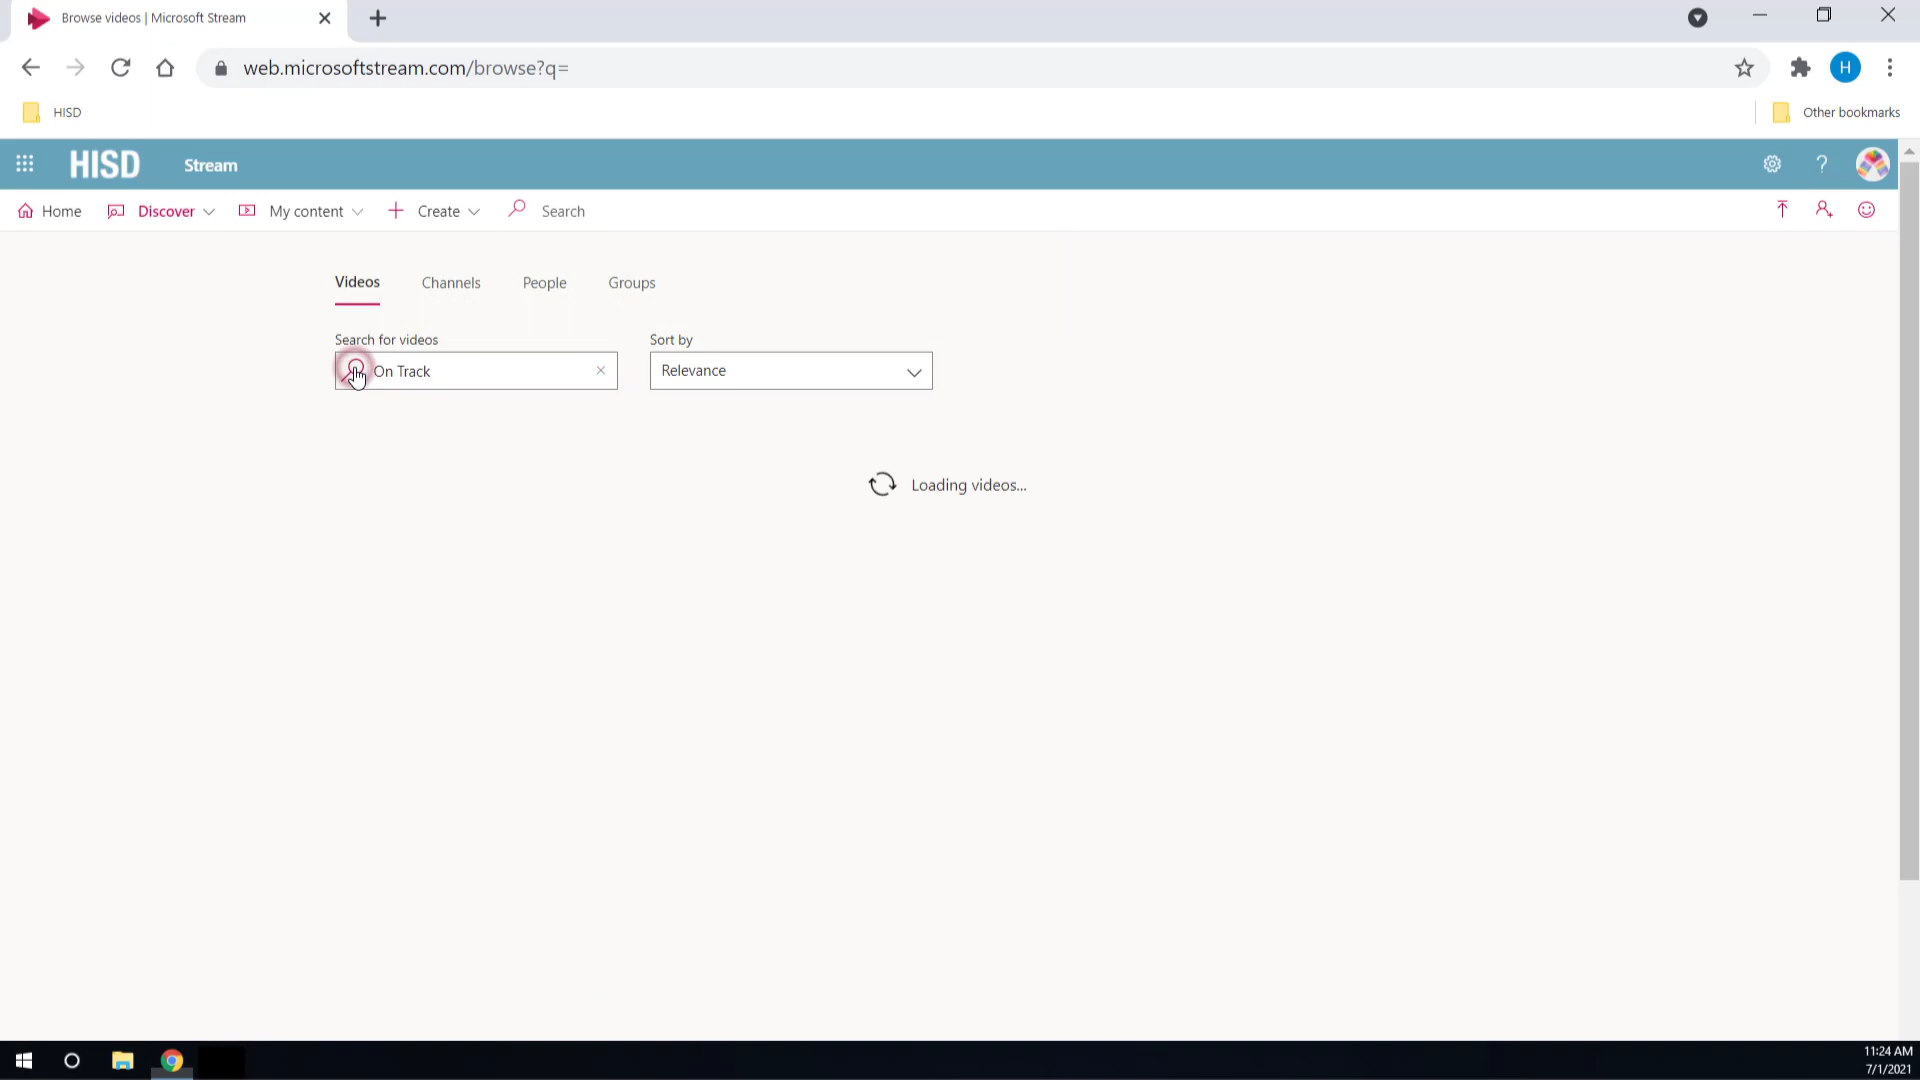 Browse videos | Microsoft Stream
web.microsoftstream.com/browse?q=
H
HISD
Other bookmarks
HISD
Stream
?
Home
Discover
My content
Create
Search
Videos
Channels
People
Groups
Search for videos
Sort by
On Track
Relevance
Loading videos...
11:24 AM
7/1/2021